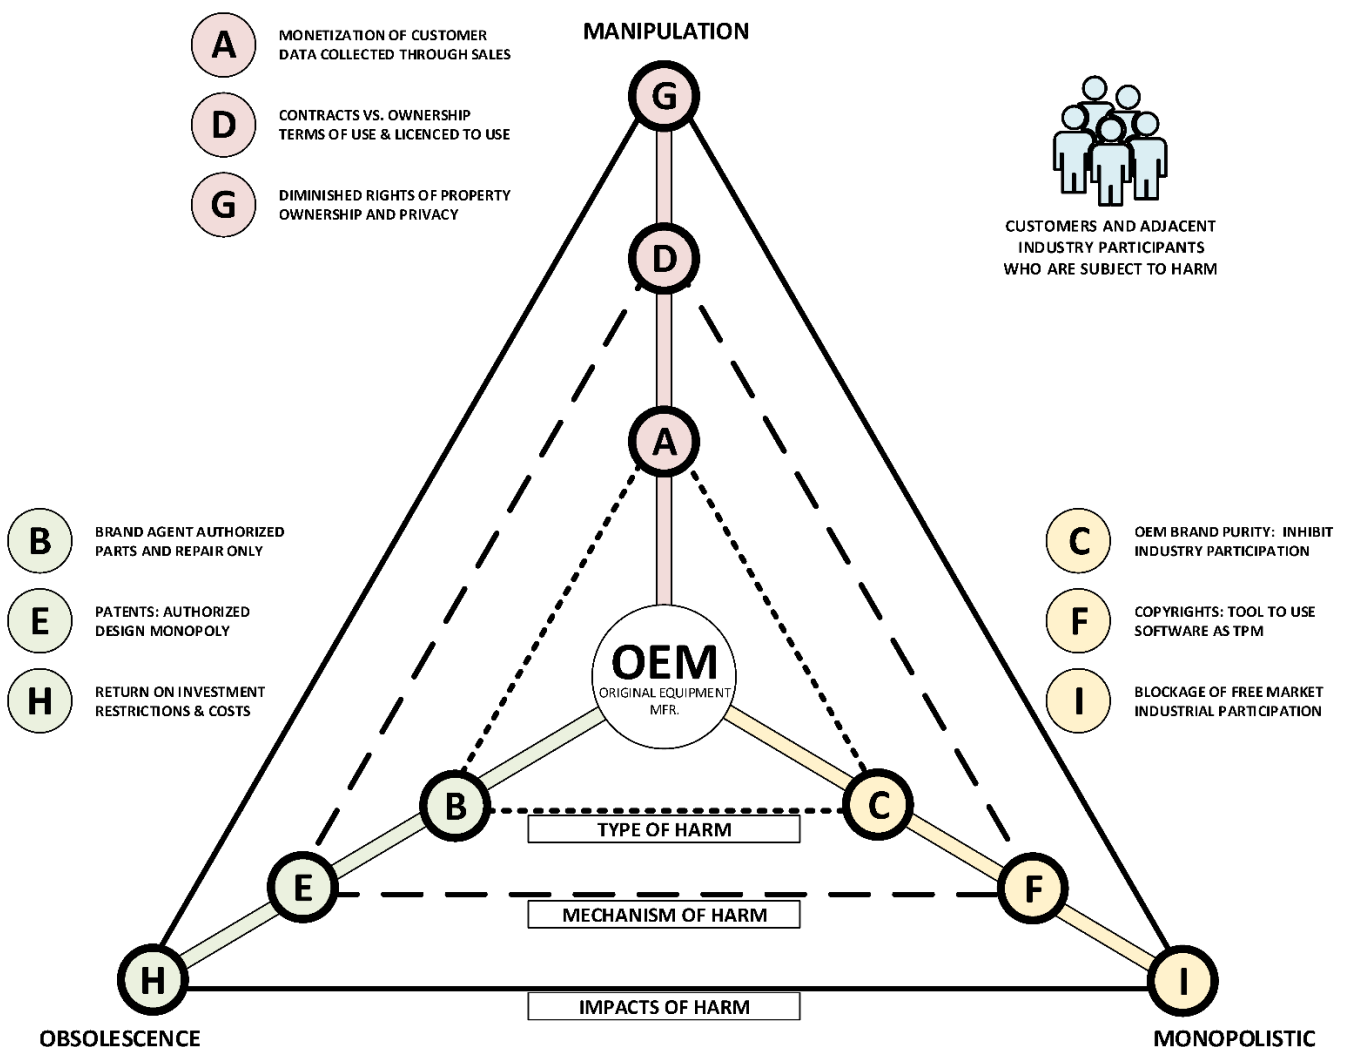 MANIPULATION
A
MONETIZATION OF CUSTOMER
DATA COLLECTED THROUGH SALES
D
CONTRACTS VS. OWNERSHIP
TERMS OF USE & LICENCED TO USE
G
DIMINISHED RIGHTS OF PROPERTY
OWNERSHIP AND PRIVACY
G
D
A
CUSTOMERS AND ADJACENT
INDUSTRY PARTICIPANTS
WHO ARE SUBJECT TO HARM
B
BRAND AGENT AUTHORIZED
PARTS AND REPAIR ONLY
E
PATENTS: AUTHORIZED
DESIGN MONOPOLY
H
RETURN ON INVESTMENT
RESTRICTIONS & COSTS
C
OEM BRAND PURITY: INHIBIT
INDUSTRY PARTICIPATION
F
COPYRIGHTS: TOOL TO USE
SOFTWARE AS TPM
I
BLOCKAGE OF FREE MARKET
INDUSTRIAL PARTICIPATION
OEM
ORIGINAL EQUIPMENT
MFR.
B
C
TYPE OF HARM
E
F
MECHANISM OF HARM
H
I
IMPACTS OF HARM
OBSOLESCENCE
MONOPOLISTIC